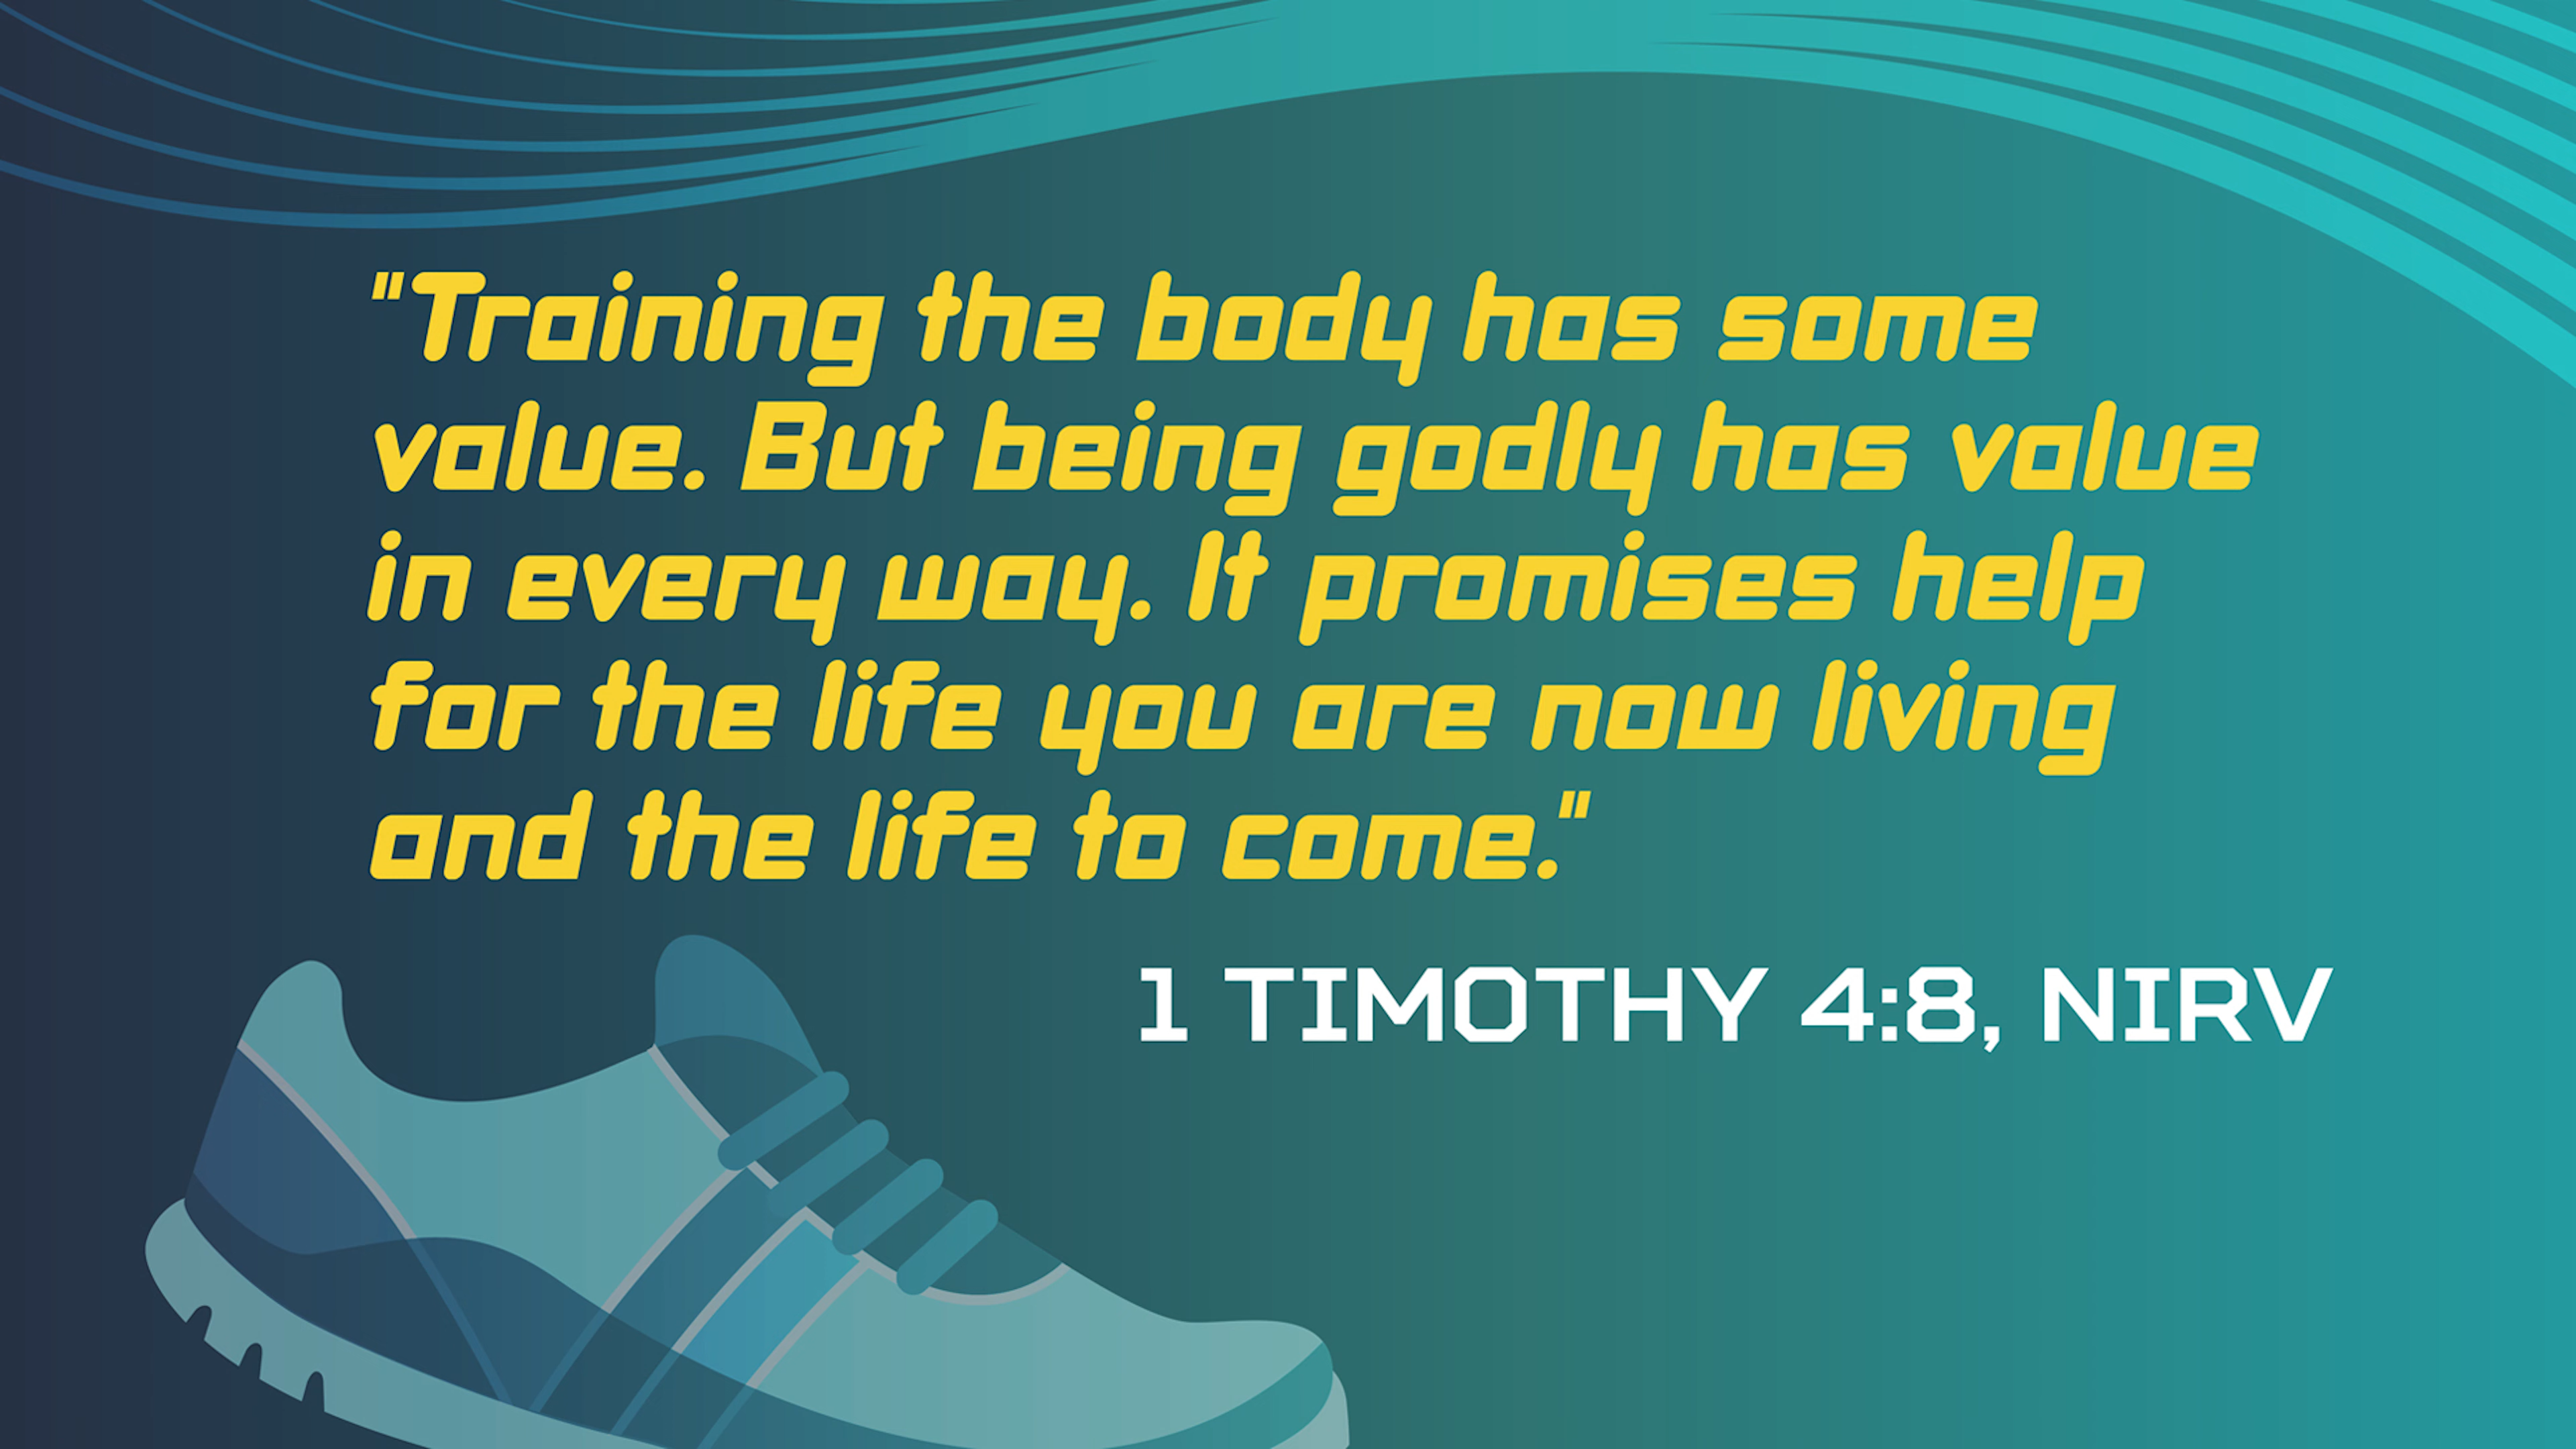 "Training the body has some
value. But being godly has value
in every way. It promises help
for the life you are now living
and the life to come."
1 TIMOTHY 4:8, NIRV